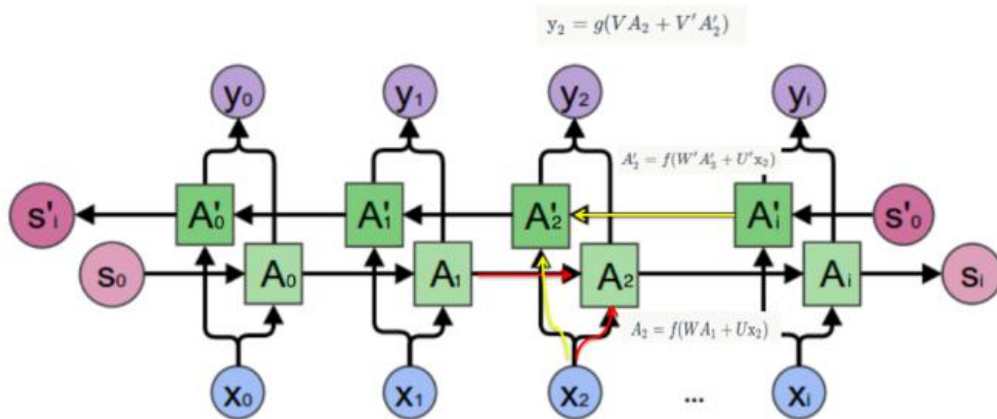 y₂ = g(VA₂ + V′A′₂)
y₀ y₁ y₂ yᵢ
A′₂ = f(W′A′₃ + U′x₂)
s'ᵢ A'₀ A'₁ A'₂ A'ᵢ s'₀
s₀ A₀ A₁ A₂ Aᵢ sᵢ
A₂ = f(WA₁ + Ux₂)
x₀ x₁ x₂ ... xᵢ